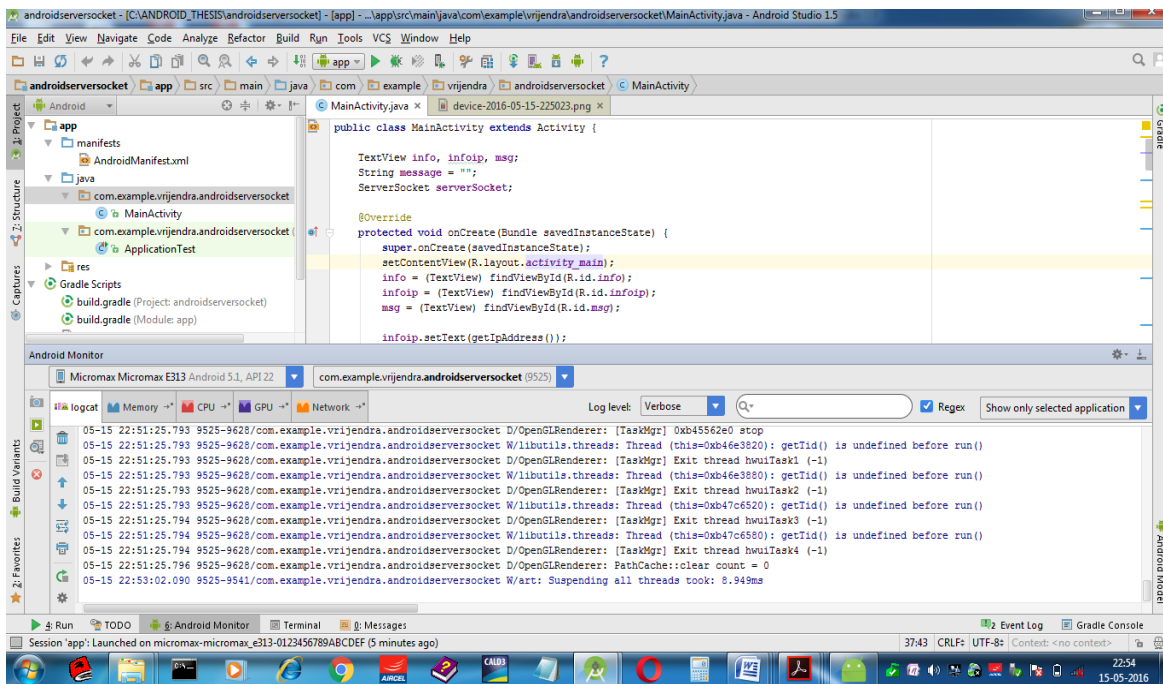 androidserversocket - [C:\ANDROID_THESIS\androidserversocket] - [app] - ...\app\src\main\java\com\example\vrijendra\androidserversocket\MainActivity.java - Android Studio 1.5
File Edit View Navigate Code Analyze Refactor Build Run Tools VCS Window Help
app
androidserversocket app src main java com example vrijendra androidserversocket MainActivity
Android
MainActivity.java × device-2016-05-15-225023.png ×
1: Project
Z: Structure
Captures
Build Variants
2: Favorites
Gradle
Android Model
app
manifests
AndroidManifest.xml
java
com.example.vrijendra.androidserversocket
MainActivity
com.example.vrijendra.androidserversocket (
ApplicationTest
res
Gradle Scripts
build.gradle (Project: androidserversocket)
build.gradle (Module: app)
public class MainActivity extends Activity {
TextView info, infoip, msg;
String message = "";
ServerSocket serverSocket;
@Override
protected void onCreate(Bundle savedInstanceState) {
super.onCreate(savedInstanceState);
setContentView(R.layout.activity_main);
info = (TextView) findViewById(R.id.info);
infoip = (TextView) findViewById(R.id.infoip);
msg = (TextView) findViewById(R.id.msg);
infoip.setText(getIpAddress());
Android Monitor
Micromax Micromax E313 Android 5.1, API 22 com.example.vrijendra.androidserversocket (9525)
logcat Memory CPU GPU Network Log level: Verbose Regex Show only selected application
05-15 22:51:25.793 9525-9628/com.example.vrijendra.androidserversocket D/OpenGLRenderer: [TaskMgr] 0xb45562e0 stop
05-15 22:51:25.793 9525-9628/com.example.vrijendra.androidserversocket W/libutils.threads: Thread (this=0xb46e3820): getTid() is undefined before run()
05-15 22:51:25.793 9525-9628/com.example.vrijendra.androidserversocket D/OpenGLRenderer: [TaskMgr] Exit thread hwuiTask1 (-1)
05-15 22:51:25.793 9525-9628/com.example.vrijendra.androidserversocket W/libutils.threads: Thread (this=0xb46e3880): getTid() is undefined before run()
05-15 22:51:25.793 9525-9628/com.example.vrijendra.androidserversocket D/OpenGLRenderer: [TaskMgr] Exit thread hwuiTask2 (-1)
05-15 22:51:25.793 9525-9628/com.example.vrijendra.androidserversocket W/libutils.threads: Thread (this=0xb47c6520): getTid() is undefined before run()
05-15 22:51:25.794 9525-9628/com.example.vrijendra.androidserversocket D/OpenGLRenderer: [TaskMgr] Exit thread hwuiTask3 (-1)
05-15 22:51:25.794 9525-9628/com.example.vrijendra.androidserversocket W/libutils.threads: Thread (this=0xb47c6580): getTid() is undefined before run()
05-15 22:51:25.794 9525-9628/com.example.vrijendra.androidserversocket D/OpenGLRenderer: [TaskMgr] Exit thread hwuiTask4 (-1)
05-15 22:51:25.796 9525-9628/com.example.vrijendra.androidserversocket D/OpenGLRenderer: PathCache::clear count = 0
05-15 22:53:02.090 9525-9541/com.example.vrijendra.androidserversocket W/art: Suspending all threads took: 8.949ms
4: Run TODO 6: Android Monitor Terminal 0: Messages 2 Event Log Gradle Console
Session 'app': Launched on micromax-micromax_e313-0123456789ABCDEF (5 minutes ago) 37:43 CRLF÷ UTF-8÷ Context: <no context>
AIRCEL CALD3
22:54
15-05-2016